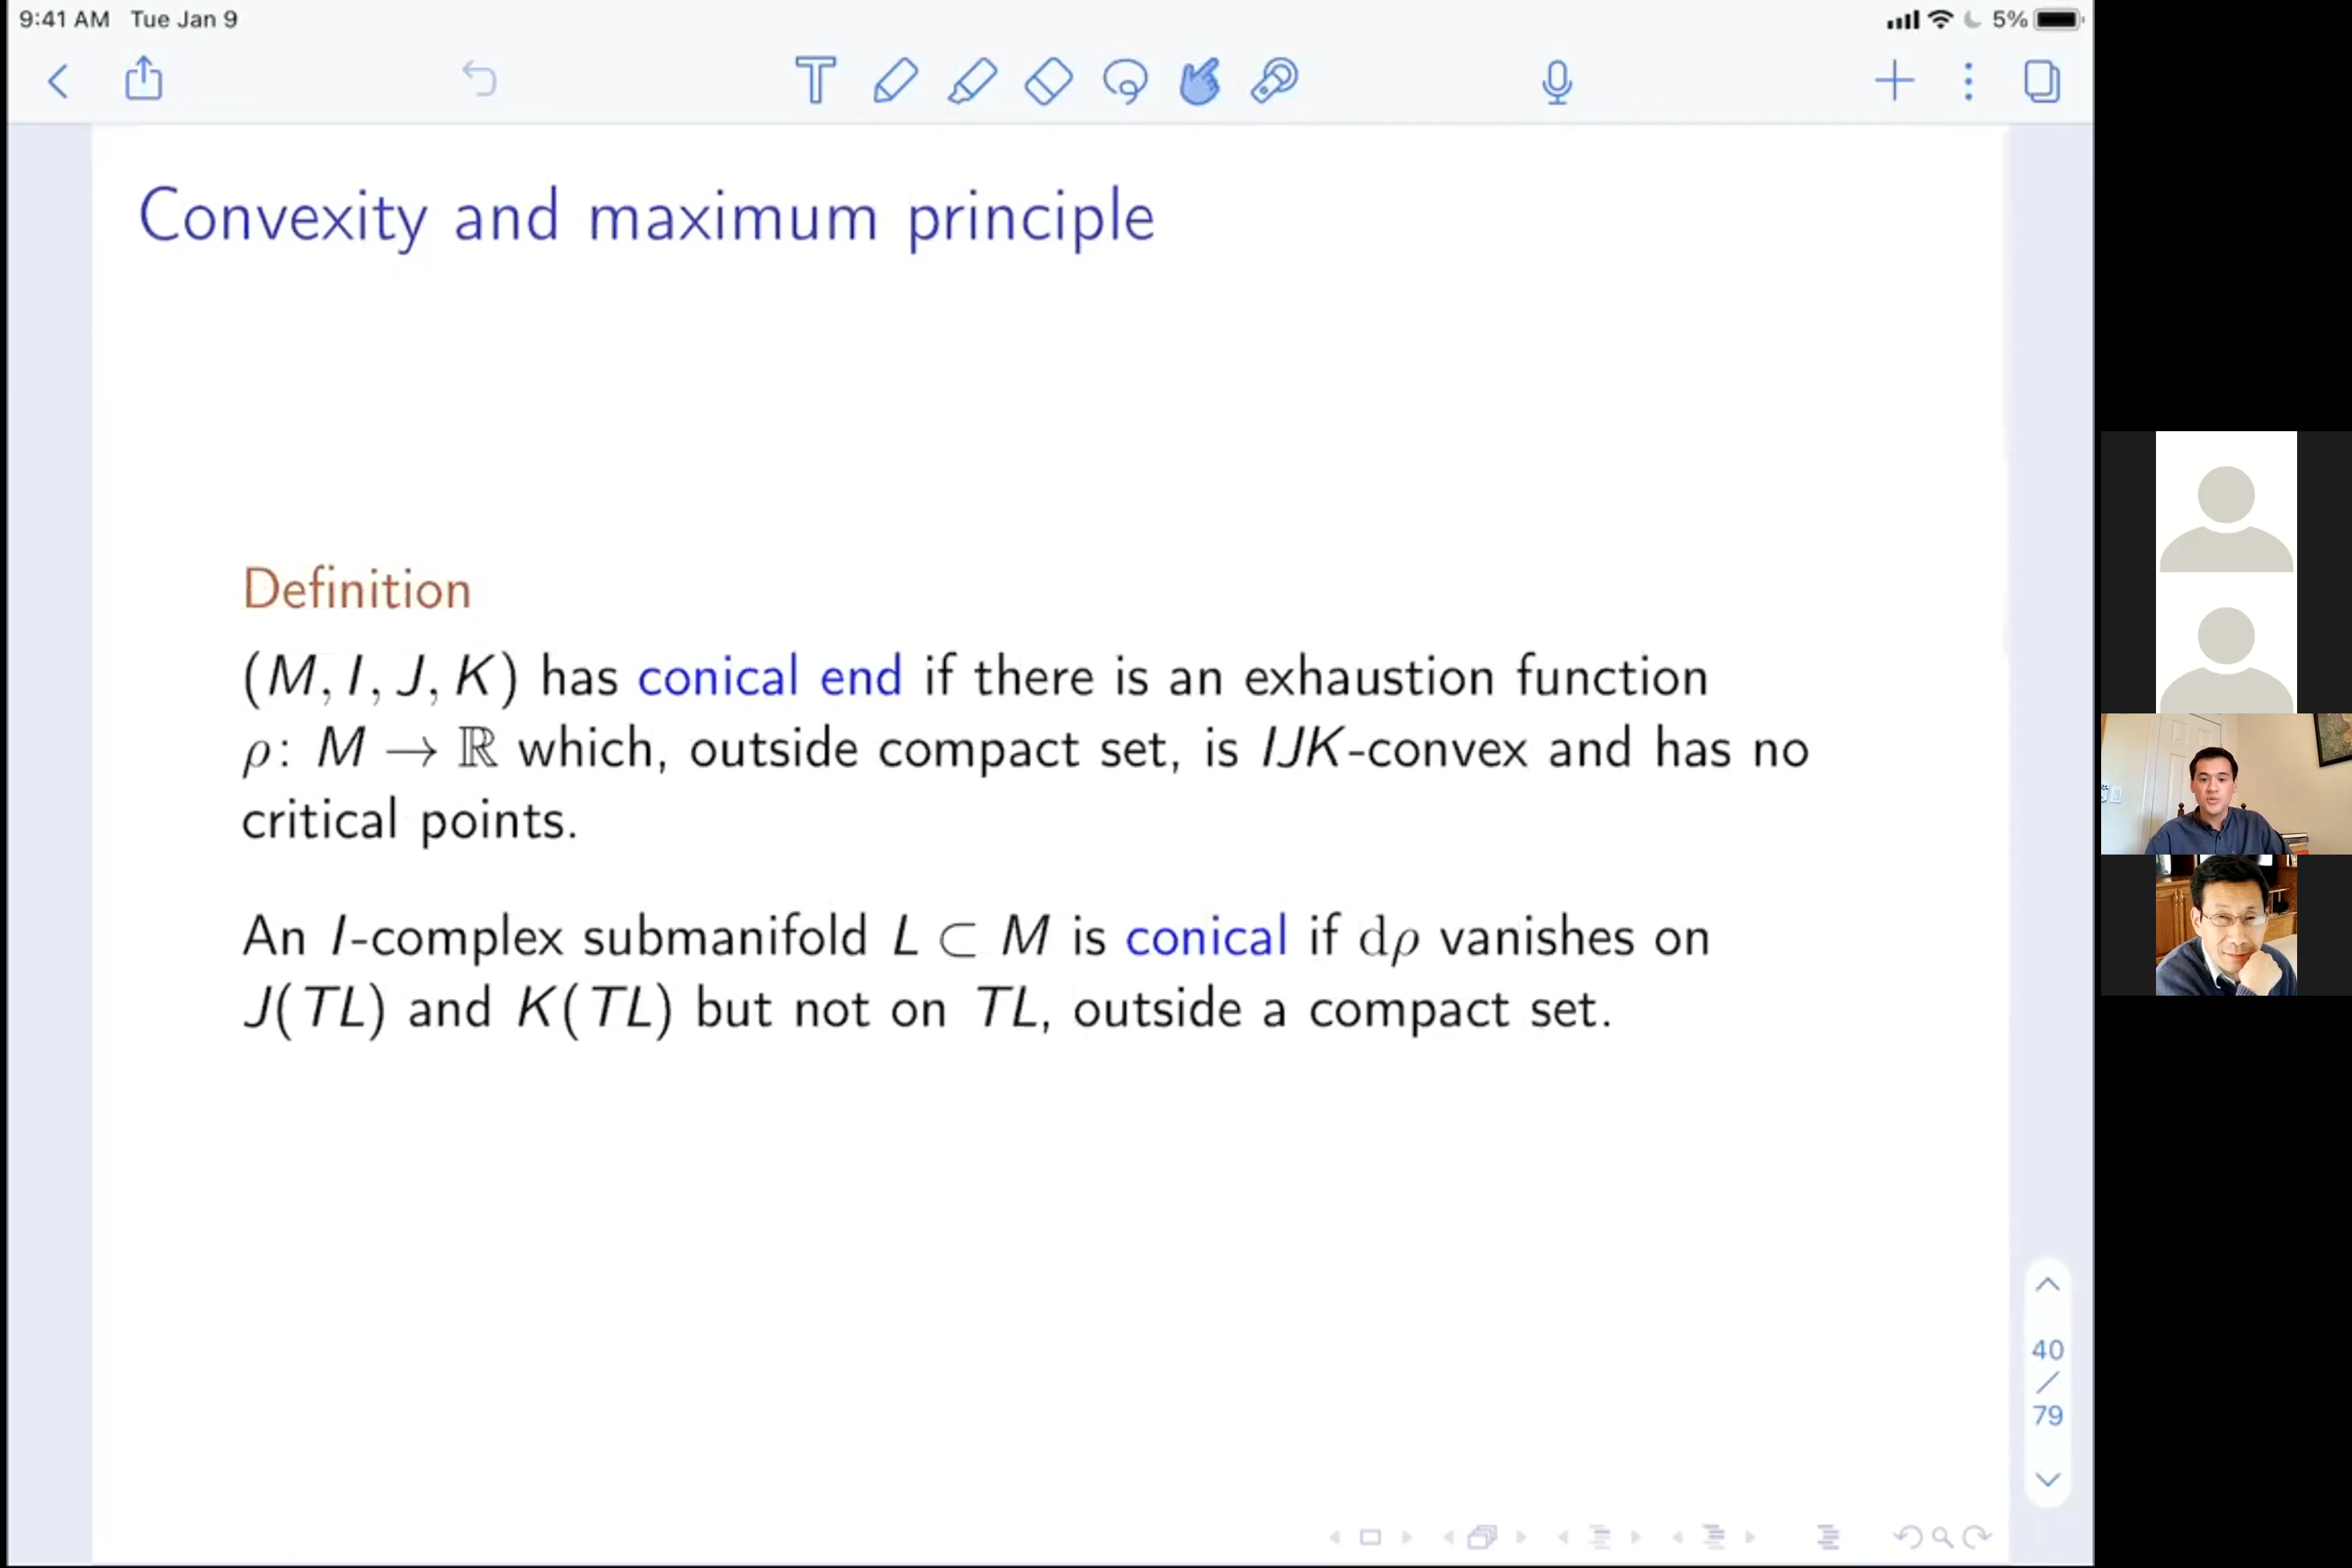 9:41 AM Tue Jan 9
5%
Convexity and maximum principle
Definition
(M, I, J, K) has conical end if there is an exhaustion function
ρ: M → ℝ which, outside compact set, is IJK-convex and has no
critical points.
An I-complex submanifold L ⊂ M is conical if dρ vanishes on
J(TL) and K(TL) but not on TL, outside a compact set.
40
/
79